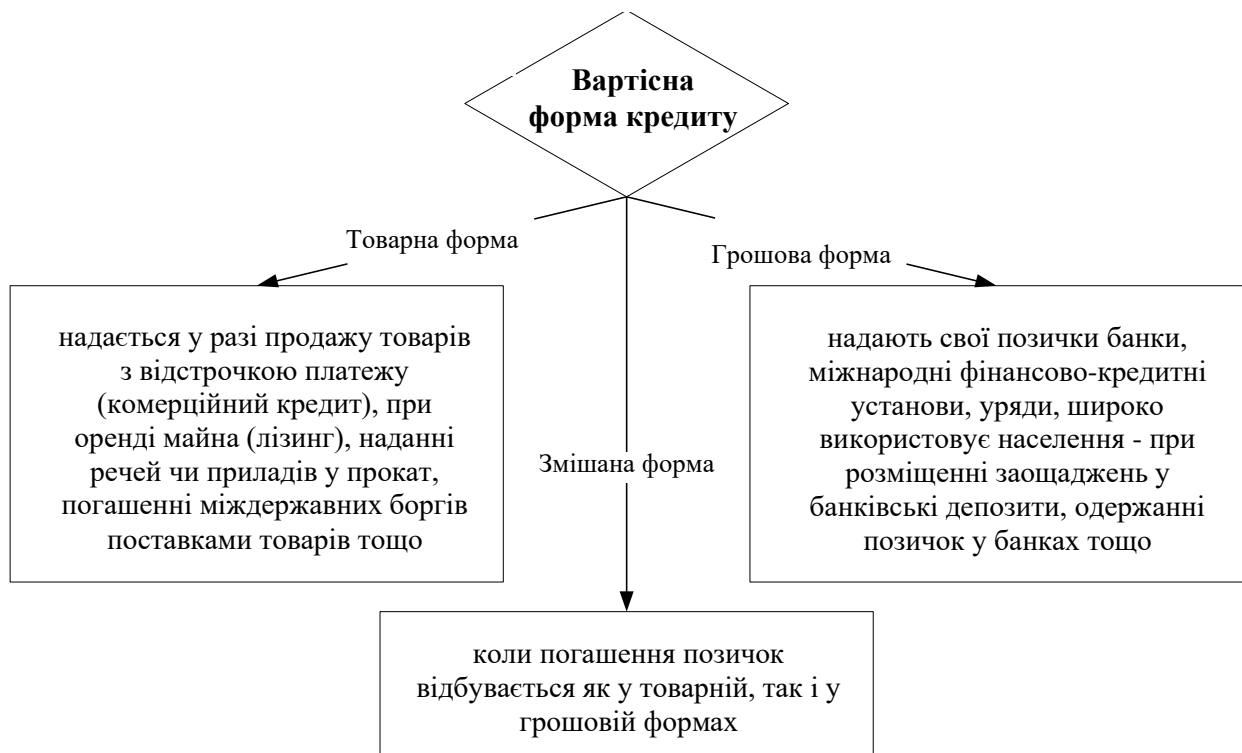 Вартісна
форма кредиту
Товарна форма
Грошова форма
надається у разі продажу товарів
з відстрочкою платежу
(комерційний кредит), при
оренді майна (лізинг), наданні
речей чи приладів у прокат,
погашенні міждержавних боргів
поставками товарів тощо
Змішана форма
надають свої позички банки,
міжнародні фінансово-кредитні
установи, уряди, широко
використовує населення - при
розміщенні заощаджень у
банківські депозити, одержанні
позичок у банках тощо
коли погашення позичок
відбувається як у товарній, так і у
грошовій формах